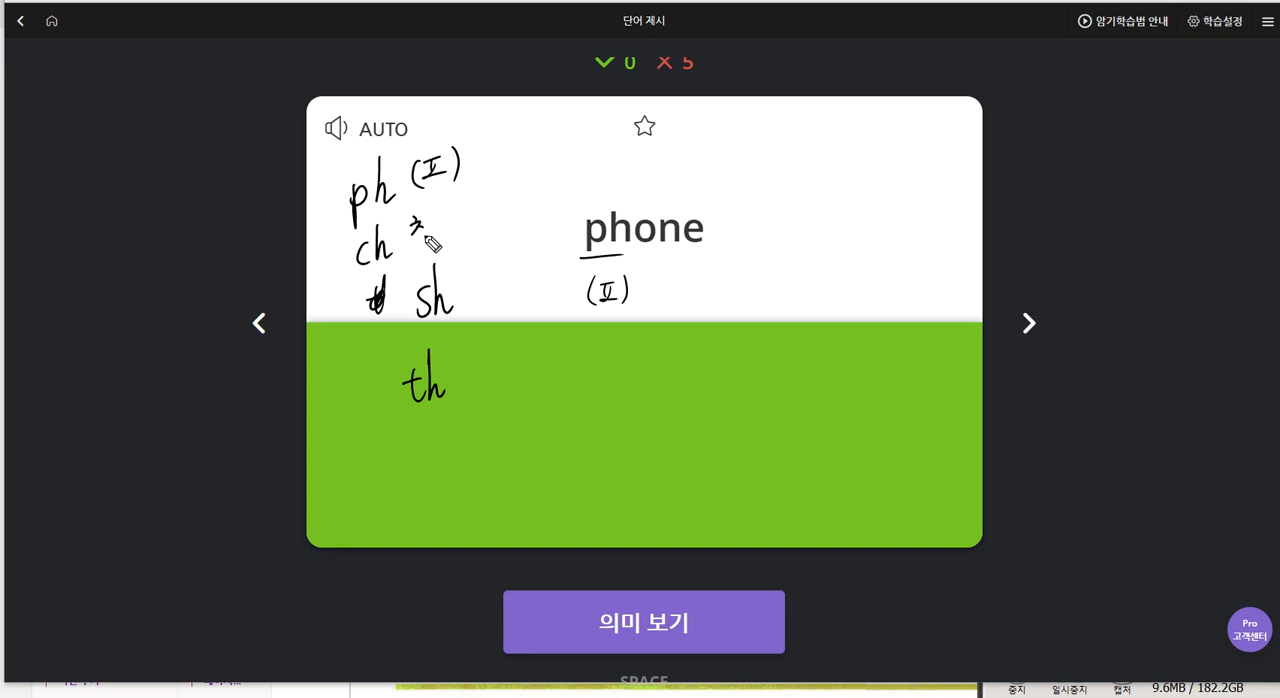 단어 제시
암기학습법 안내
학습설정
0 5
AUTO
ph (ㅍ)
ch ㅊ
sh
th
phone
(ㅍ)
의미 보기
Pro
고객센터
SPACE
중지 일시중지 캡처 9.6MB / 182.2GB